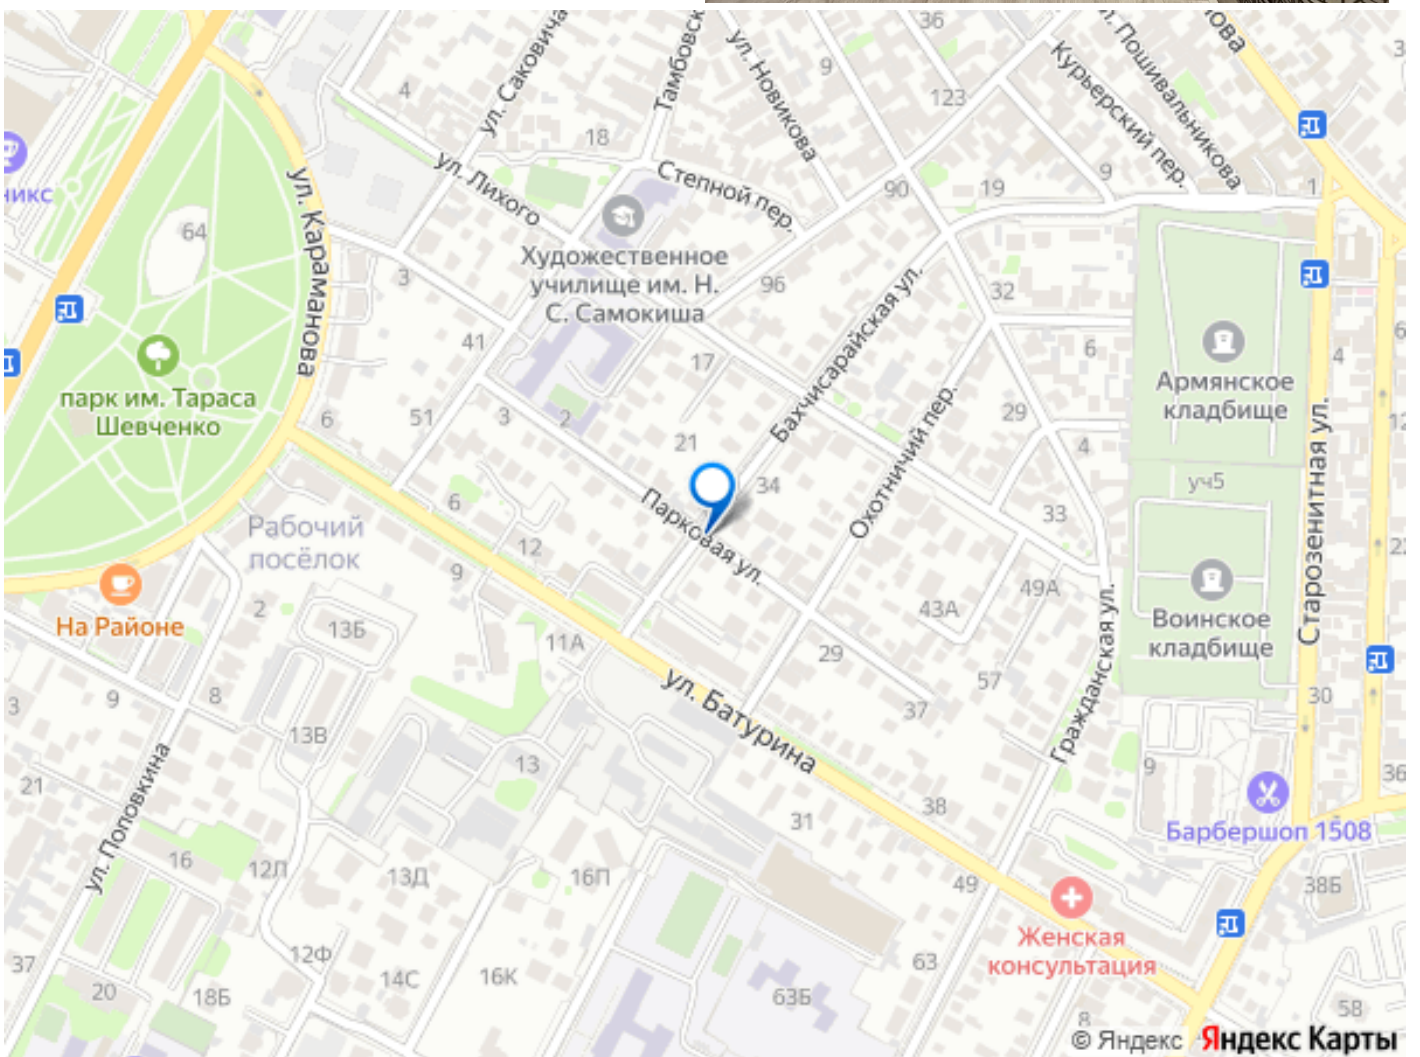 36
ова
ул. Саковича
Тамбовск
ул. Новикова
9
л. Пошивальникова
Курьерский пер.
4
123
18
ул. Лихого
Степной пер.
90
19
9
1
никс
64
ул. Караманова
3
Художественное
училище им. Н.
С. Самокиша
96
Бахчисарайская ул.
32
41
17
6
4
Армянское
кладбище
парк им. Тараса
Шевченко
6
51
3
2
21
29
4
Охотничий пер.
Старозенитная ул.
34
уч5
6
Парковая ул.
33
Рабочий
посёлок
12
9
49А
43А
На Районе
2
13Б
11А
Воинское
кладбище
29
57
Гражданская ул.
3
9
8
ул. Батурина
37
30
13В
13
9
21
ул. Поповкина
38
31
36
Барбершоп 1508
16
12Л
13Д
16П
49
38Б
Женская
консультация
12Ф
37
14С
16К
63
20
18Б
63Б
58
8
© Яндекс Яндекс Карты